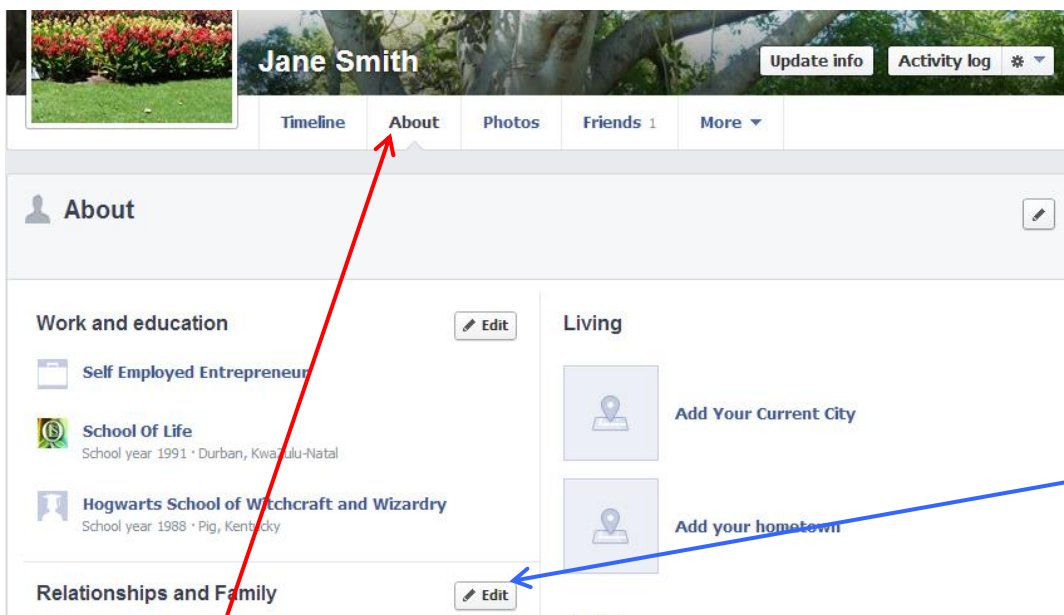 Jane Smith
Update info
Activity log
Timeline About Photos Friends 1 More
About
Work and education
Edit
Self Employed Entrepreneur
School Of Life
School year 1991 · Durban, KwaZulu-Natal
Hogwarts School of Witchcraft and Wizardry
School year 1988 · Pig, Kentucky
Relationships and Family
Edit
Living
Add Your Current City
Add your hometown